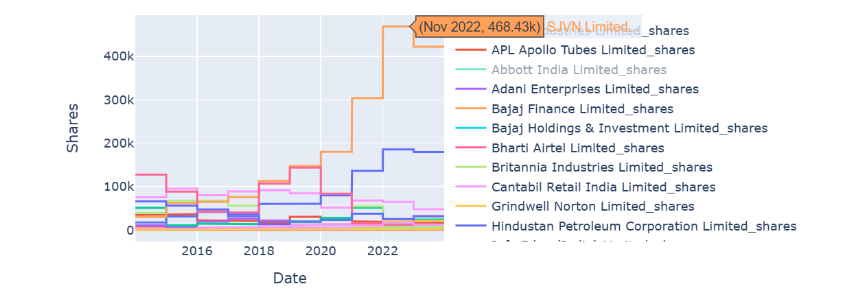 (Nov 2022, 468.43k) SJVN Limited...
Industries Limited_shares
400k
300k
200k
100k
0
Shares
2016
2018
2020
2022
Date
APL Apollo Tubes Limited_shares
Abbott India Limited_shares
Adani Enterprises Limited_shares
Bajaj Finance Limited_shares
Bajaj Holdings & Investment Limited_shares
Bharti Airtel Limited_shares
Britannia Industries Limited_shares
Cantabil Retail India Limited_shares
Grindwell Norton Limited_shares
Hindustan Petroleum Corporation Limited_shares